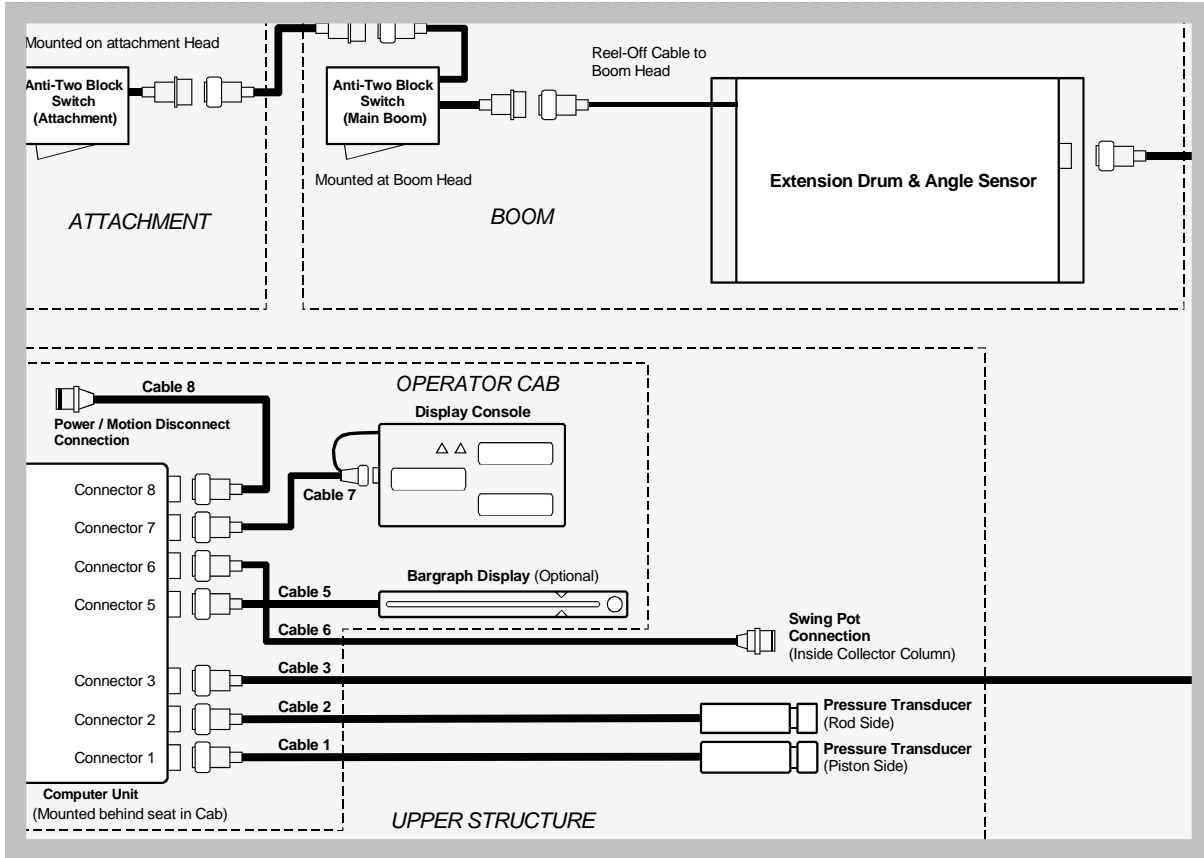 Mounted on attachment Head
Anti-Two Block
Switch
(Attachment)
ATTACHMENT
Anti-Two Block
Switch
(Main Boom)
Mounted at Boom Head
BOOM
Reel-Off Cable to
Boom Head
Extension Drum & Angle Sensor
OPERATOR CAB
Cable 8
Power / Motion Disconnect
Connection
Display Console
Cable 7
Connector 8
Connector 7
Connector 6
Connector 5
Connector 3
Connector 2
Connector 1
Cable 5
Bargraph Display (Optional)
Cable 6
Swing Pot
Connection
(Inside Collector Column)
Cable 3
Cable 2
Pressure Transducer
(Rod Side)
Cable 1
Pressure Transducer
(Piston Side)
Computer Unit
(Mounted behind seat in Cab)
UPPER STRUCTURE